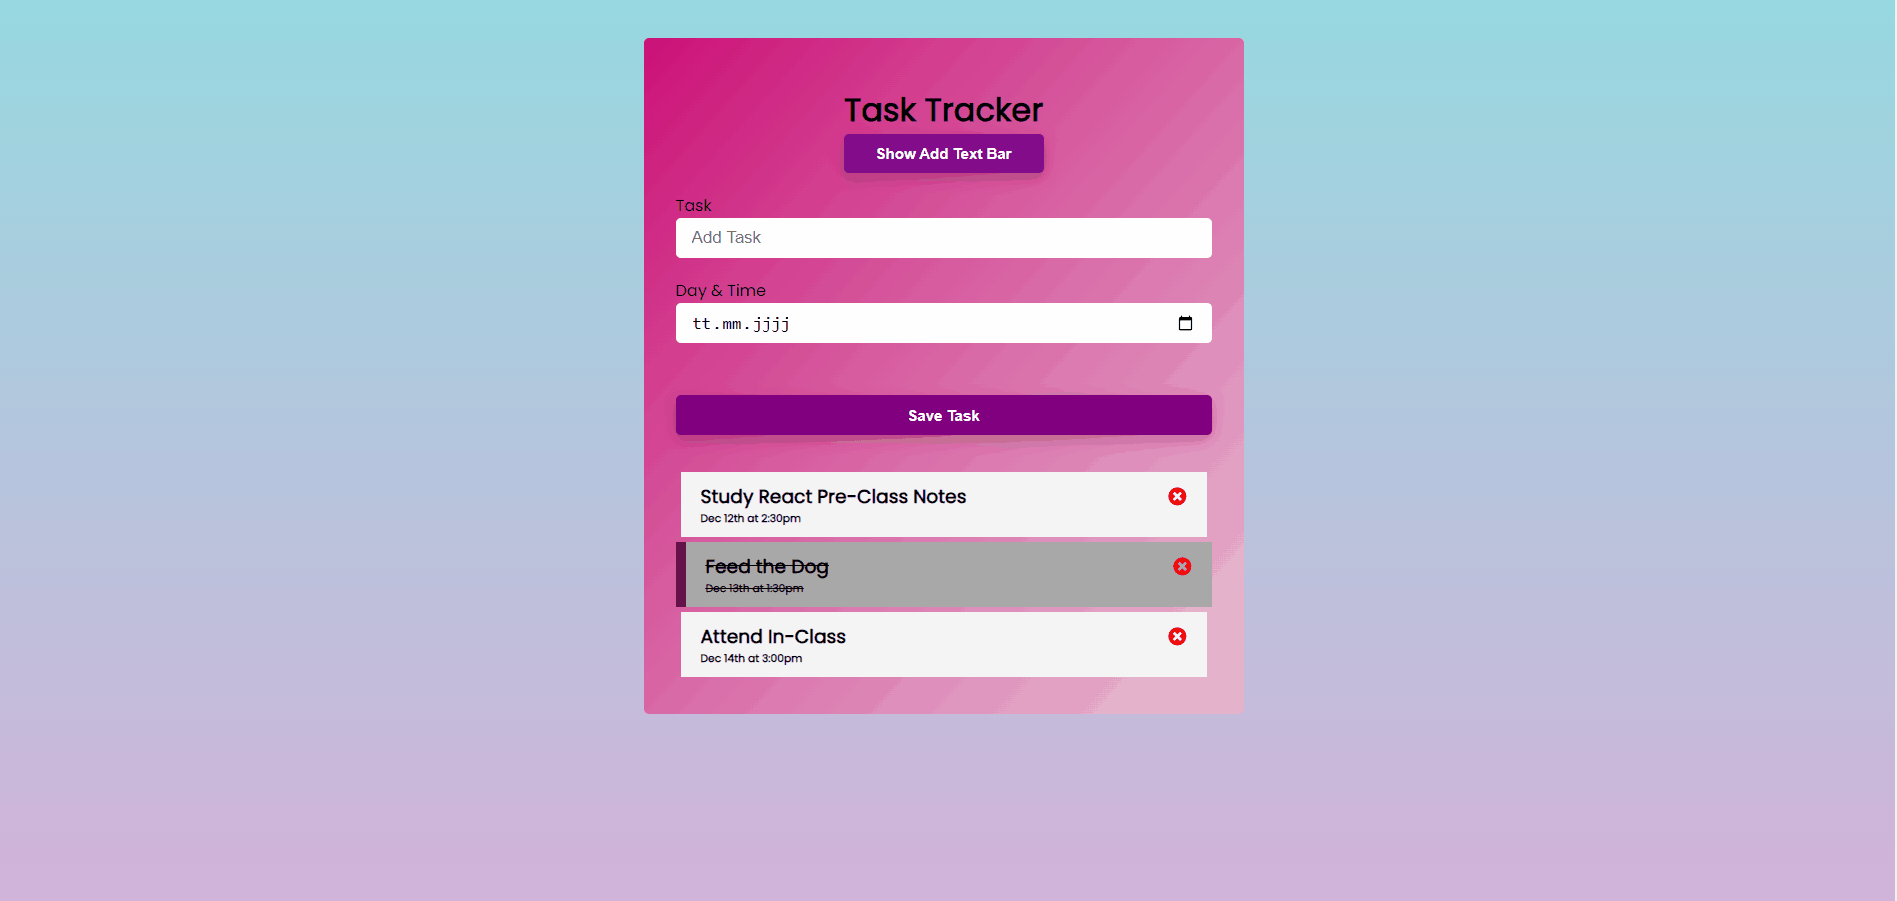 Task Tracker
Show Add Text Bar
Task
Add Task
Day & Time
tt.mm.jjjj
Save Task
Study React Pre-Class Notes
Dec 12th at 2:30pm
Feed the Dog
Dec 13th at 1:30pm
Attend In-Class
Dec 14th at 3:00pm